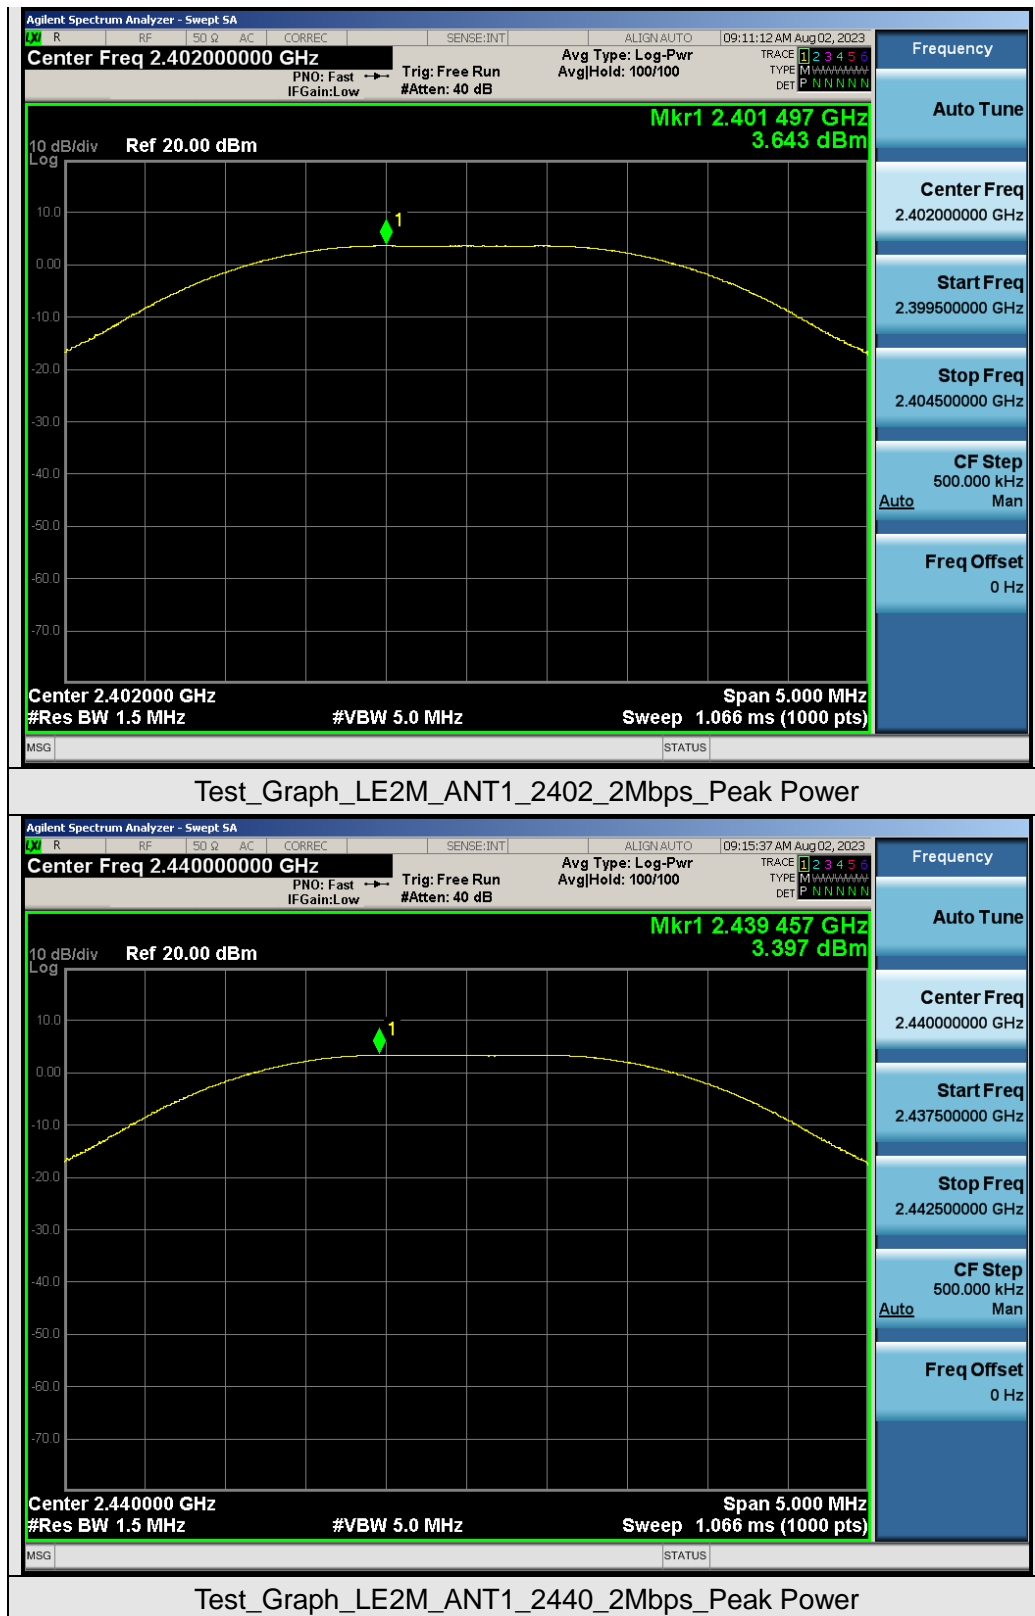 Agilent Spectrum Analyzer - Swept SA
LXI R RF 50 Ω AC CORREC SENSE:INT ALIGN AUTO 09:11:12 AM Aug 02, 2023
Center Freq 2.402000000 GHz Avg Type: Log-Pwr TRACE 1 2 3 4 5 6
PNO: Fast Trig: Free Run Avg|Hold: 100/100 TYPE M WWWWW
IFGain:Low #Atten: 40 dB DET P N N N N N
Mkr1 2.401 497 GHz
3.643 dBm
10 dB/div Ref 20.00 dBm
Log
10.0
1
0.00
-10.0
-20.0
-30.0
-40.0
-50.0
-60.0
-70.0
Center 2.402000 GHz Span 5.000 MHz
#Res BW 1.5 MHz #VBW 5.0 MHz Sweep 1.066 ms (1000 pts)
MSG STATUS
Frequency
Auto Tune
Center Freq
2.402000000 GHz
Start Freq
2.399500000 GHz
Stop Freq
2.404500000 GHz
CF Step
500.000 kHz
Auto Man
Freq Offset
0 Hz
Test_Graph_LE2M_ANT1_2402_2Mbps_Peak Power
Agilent Spectrum Analyzer - Swept SA
LXI R RF 50 Ω AC CORREC SENSE:INT ALIGN AUTO 09:15:37 AM Aug 02, 2023
Center Freq 2.440000000 GHz Avg Type: Log-Pwr TRACE 1 2 3 4 5 6
PNO: Fast Trig: Free Run Avg|Hold: 100/100 TYPE M WWWWW
IFGain:Low #Atten: 40 dB DET P N N N N N
Mkr1 2.439 457 GHz
3.397 dBm
10 dB/div Ref 20.00 dBm
Log
10.0
1
0.00
-10.0
-20.0
-30.0
-40.0
-50.0
-60.0
-70.0
Center 2.440000 GHz Span 5.000 MHz
#Res BW 1.5 MHz #VBW 5.0 MHz Sweep 1.066 ms (1000 pts)
MSG STATUS
Frequency
Auto Tune
Center Freq
2.440000000 GHz
Start Freq
2.437500000 GHz
Stop Freq
2.442500000 GHz
CF Step
500.000 kHz
Auto Man
Freq Offset
0 Hz
Test_Graph_LE2M_ANT1_2440_2Mbps_Peak Power